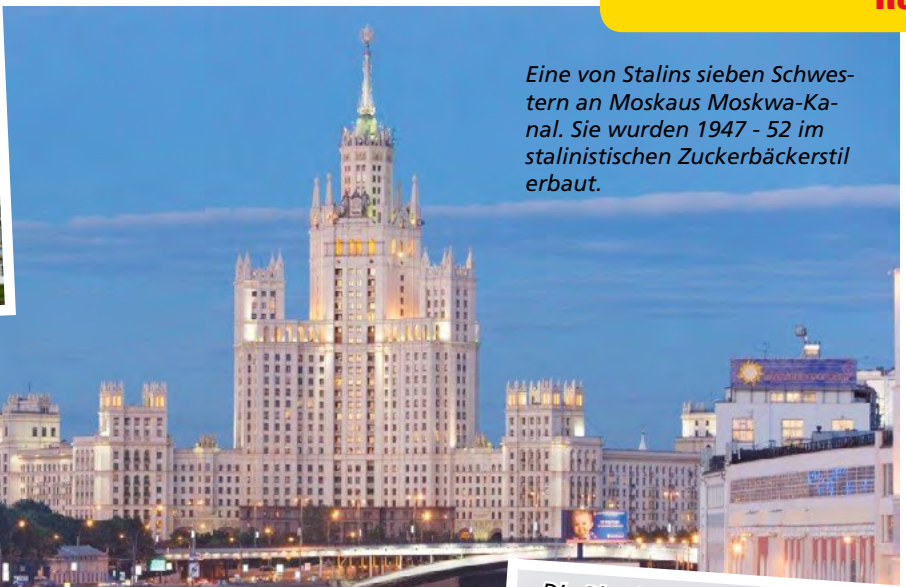 Eine von Stalins sieben Schwes-
tern an Moskaus Moskwa-Ka-
nal. Sie wurden 1947 - 52 im
stalinistischen Zuckerbäckerstil
erbaut.